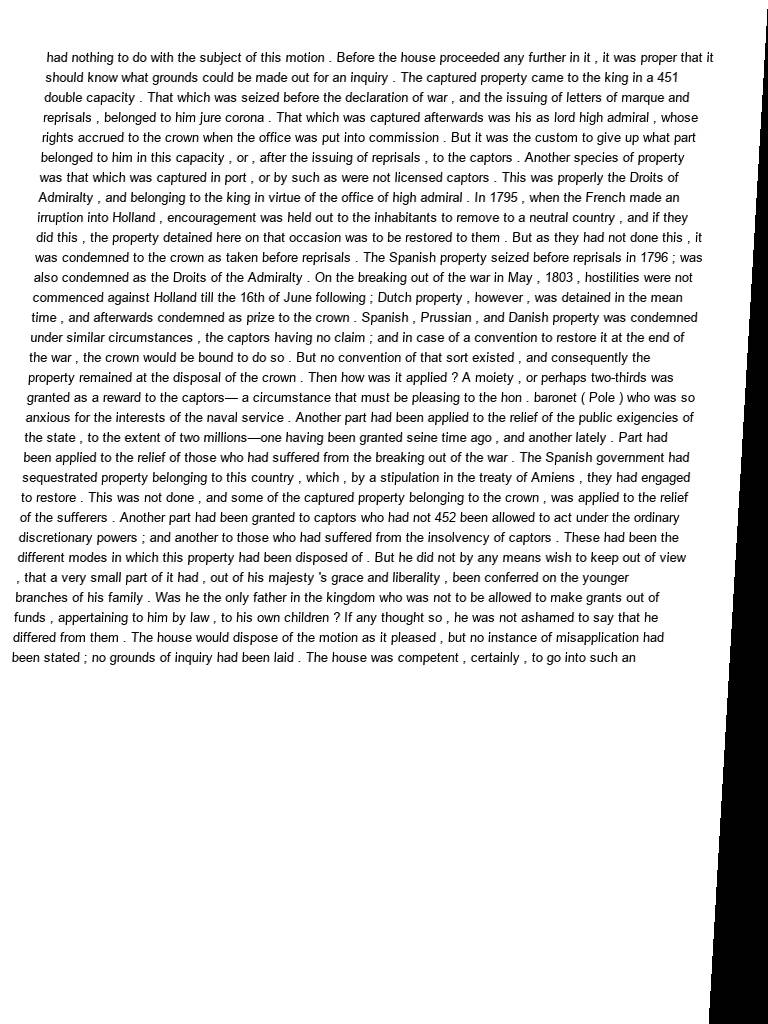 had nothing to do with the subject of this motion . Before the house proceeded any further in it , it was proper that it
should know what grounds could be made out for an inquiry . The captured property came to the king in a 451
double capacity . That which was seized before the declaration of war , and the issuing of letters of marque and
reprisals , belonged to him jure corona . That which was captured afterwards was his as lord high admiral , whose
rights accrued to the crown when the office was put into commission . But it was the custom to give up what part
belonged to him in this capacity , or , after the issuing of reprisals , to the captors . Another species of property
was that which was captured in port , or by such as were not licensed captors . This was properly the Droits of
Admiralty , and belonging to the king in virtue of the office of high admiral . In 1795 , when the French made an
irruption into Holland , encouragement was held out to the inhabitants to remove to a neutral country , and if they
did this , the property detained here on that occasion was to be restored to them . But as they had not done this , it
was condemned to the crown as taken before reprisals . The Spanish property seized before reprisals in 1796 ; was
also condemned as the Droits of the Admiralty . On the breaking out of the war in May , 1803 , hostilities were not
commenced against Holland till the 16th of June following ; Dutch property , however , was detained in the mean
time , and afterwards condemned as prize to the crown . Spanish , Prussian , and Danish property was condemned
under similar circumstances , the captors having no claim ; and in case of a convention to restore it at the end of
the war , the crown would be bound to do so . But no convention of that sort existed , and consequently the
property remained at the disposal of the crown . Then how was it applied ? A moiety , or perhaps two-thirds was
granted as a reward to the captors— a circumstance that must be pleasing to the hon . baronet ( Pole ) who was so
anxious for the interests of the naval service . Another part had been applied to the relief of the public exigencies of
the state , to the extent of two millions—one having been granted seine time ago , and another lately . Part had
been applied to the relief of those who had suffered from the breaking out of the war . The Spanish government had
sequestrated property belonging to this country , which , by a stipulation in the treaty of Amiens , they had engaged
to restore . This was not done , and some of the captured property belonging to the crown , was applied to the relief
of the sufferers . Another part had been granted to captors who had not 452 been allowed to act under the ordinary
discretionary powers ; and another to those who had suffered from the insolvency of captors . These had been the
different modes in which this property had been disposed of . But he did not by any means wish to keep out of view
, that a very small part of it had , out of his majesty 's grace and liberality , been conferred on the younger
branches of his family . Was he the only father in the kingdom who was not to be allowed to make grants out of
funds , appertaining to him by law , to his own children ? If any thought so , he was not ashamed to say that he
differed from them . The house would dispose of the motion as it pleased , but no instance of misapplication had
been stated ; no grounds of inquiry had been laid . The house was competent , certainly , to go into such an